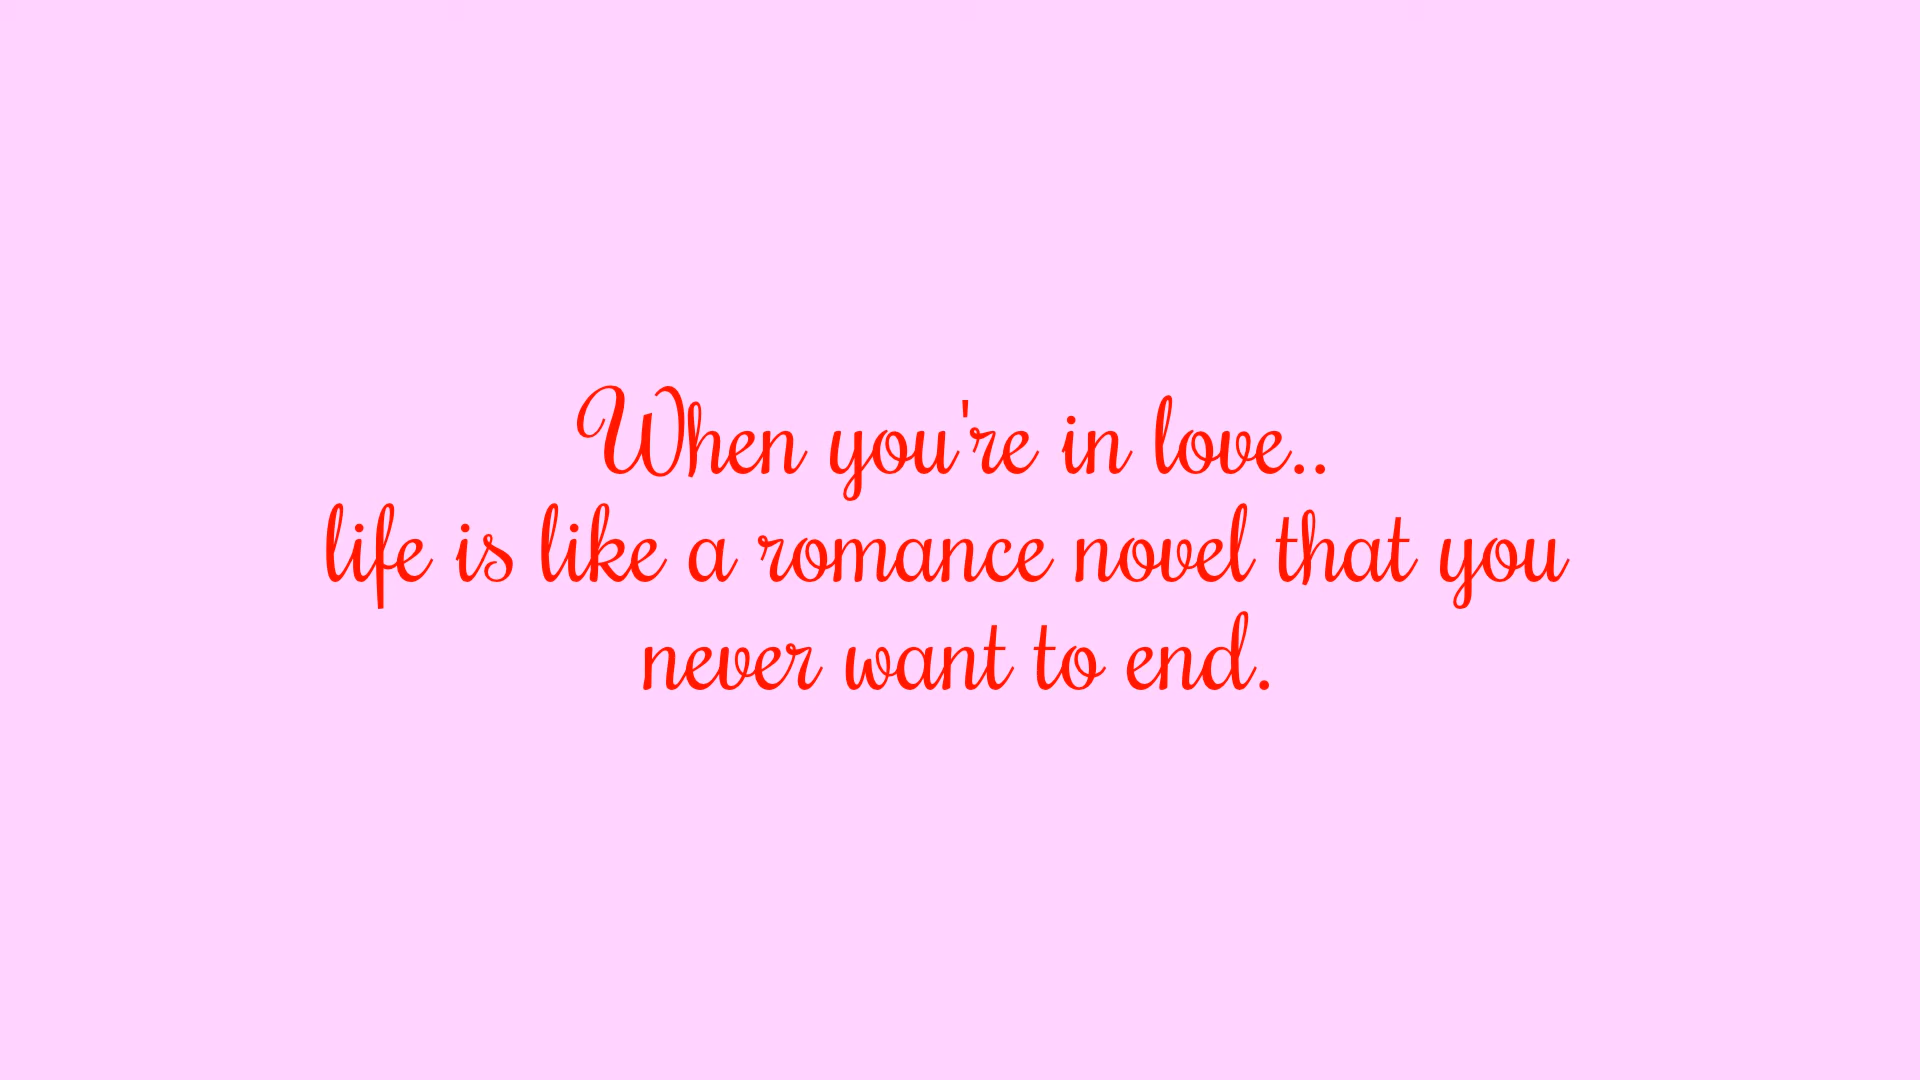 When you're in love..
life is like a romance novel that you
never want to end.